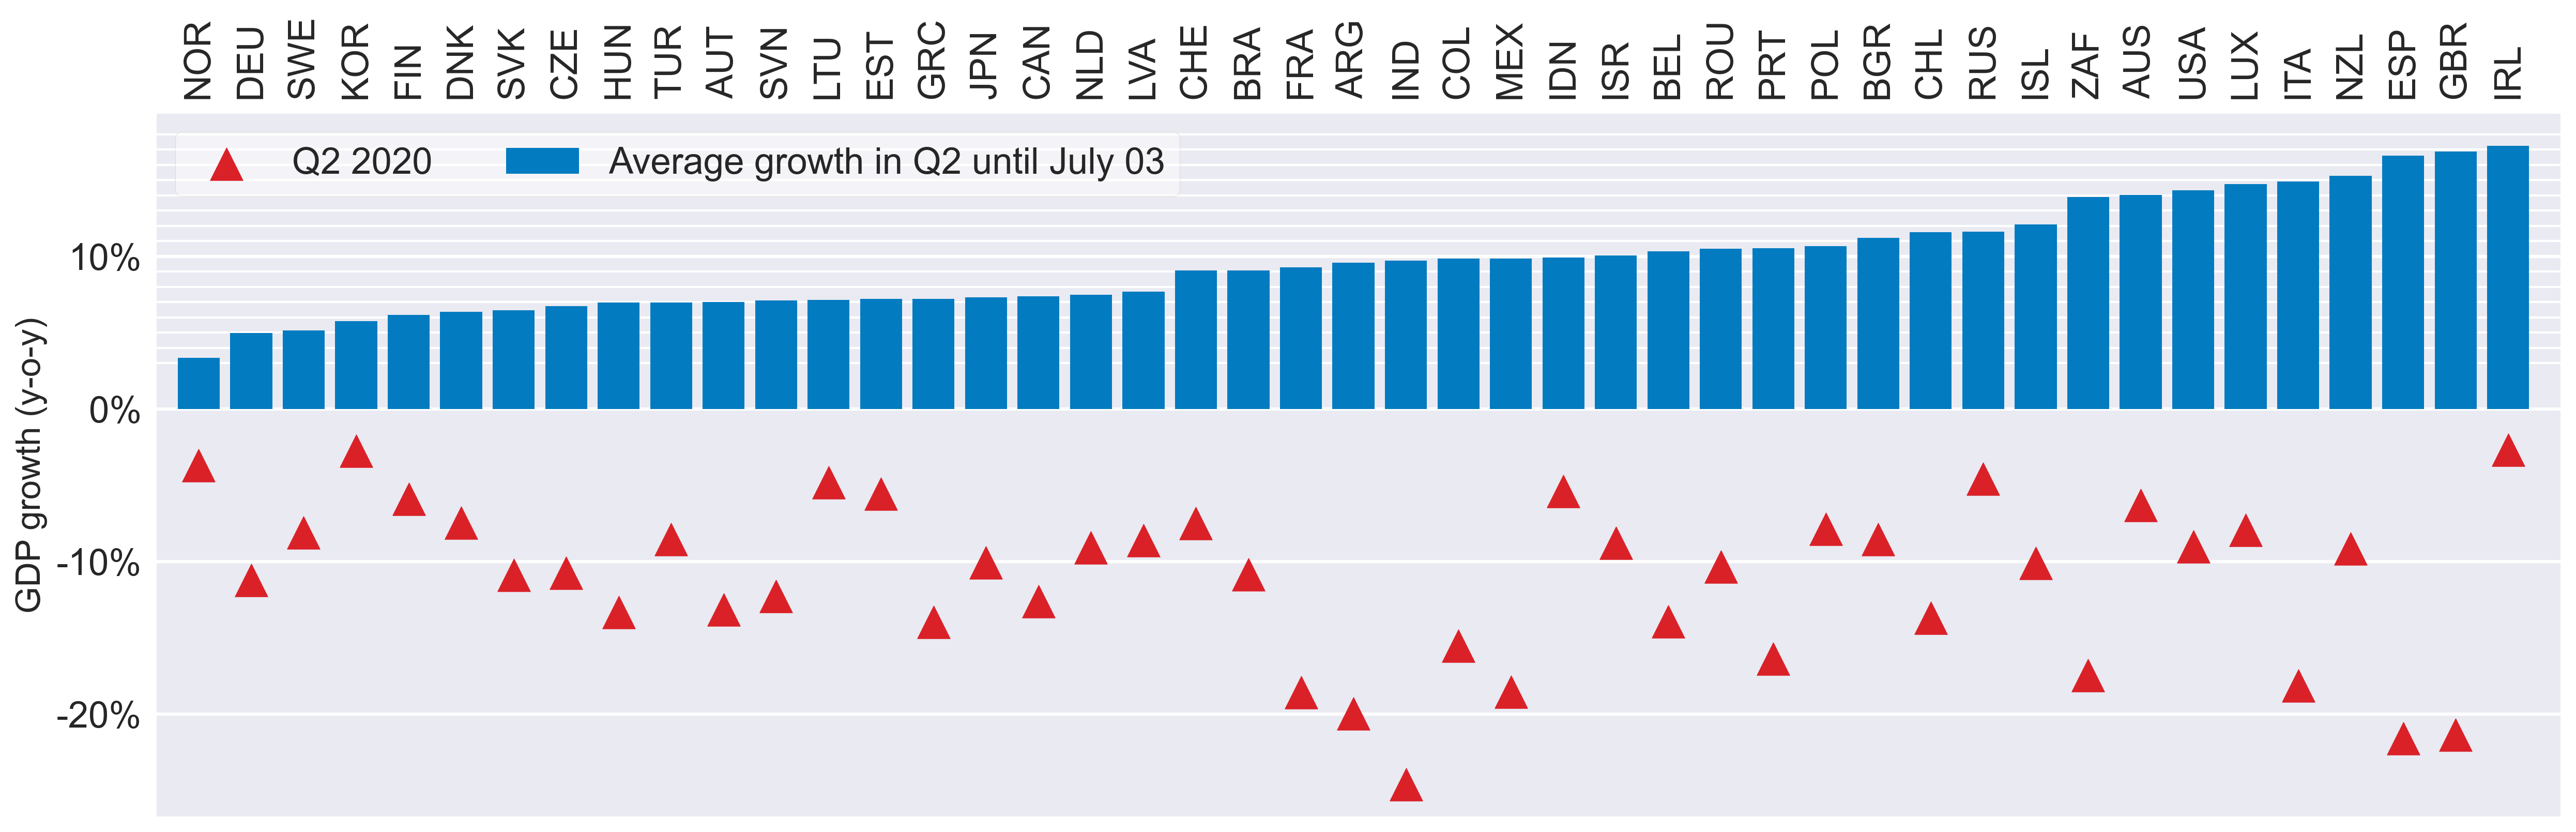 NOR DEU SWE KOR FIN DNK SVK CZE HUN TUR AUT SVN LTU EST GRC JPN CAN NLD LVA CHE BRA FRA ARG IND COL MEX IDN ISR BEL ROU PRT POL BGR CHL RUS ISL ZAF AUS USA LUX ITA NZL ESP GBR IRL
Q2 2020 Average growth in Q2 until July 03
GDP growth (y-o-y)
10%
0%
-10%
-20%